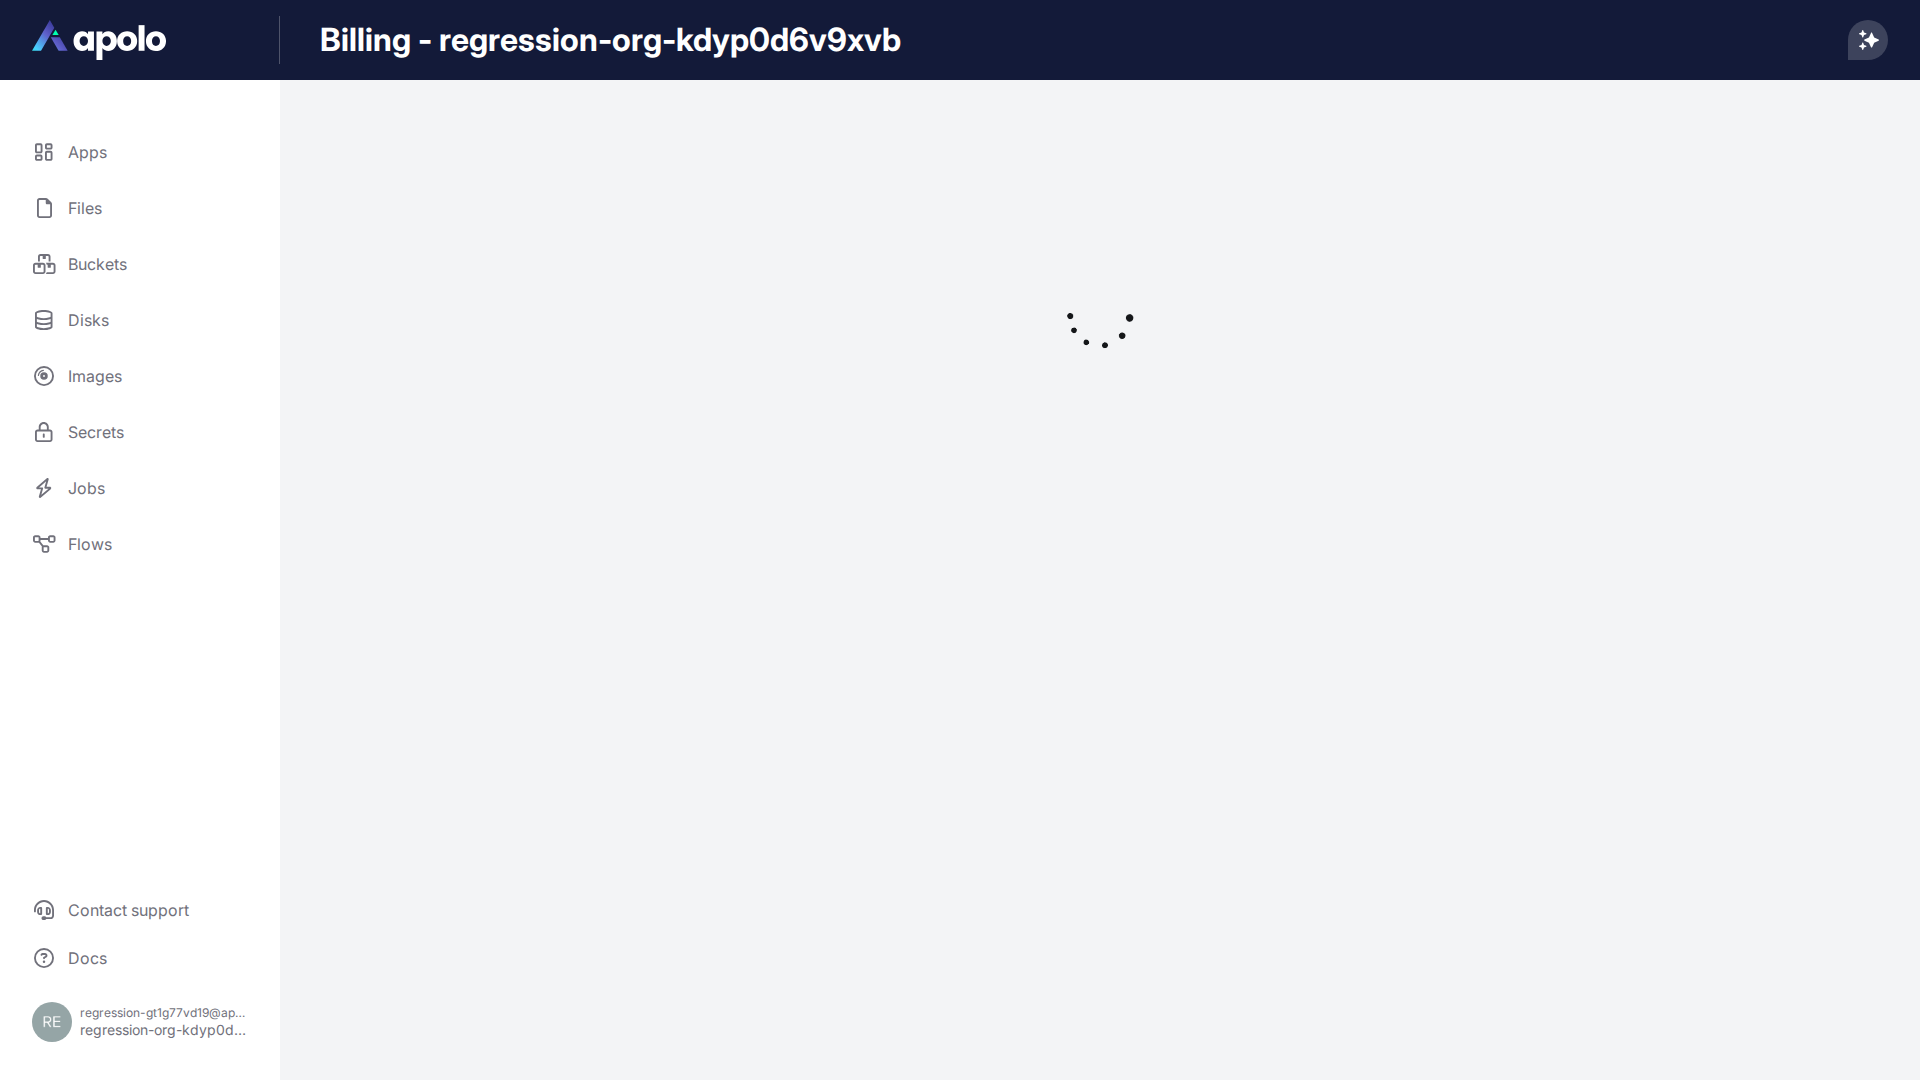 apolo
Billing - regression-org-kdyp0d6v9xvb
Apps
Files
Buckets
Disks
Images
Secrets
Jobs
Flows
Contact support
Docs
RE
regression-gt1g77vd19@ap...
regression-org-kdyp0d...